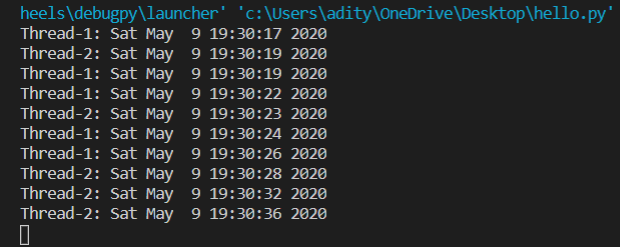 heels\debugpy\launcher' 'c:\Users\adity\OneDrive\Desktop\hello.py'
Thread-1: Sat May  9 19:30:17 2020
Thread-2: Sat May  9 19:30:19 2020
Thread-1: Sat May  9 19:30:19 2020
Thread-1: Sat May  9 19:30:22 2020
Thread-2: Sat May  9 19:30:23 2020
Thread-1: Sat May  9 19:30:24 2020
Thread-1: Sat May  9 19:30:26 2020
Thread-2: Sat May  9 19:30:28 2020
Thread-2: Sat May  9 19:30:32 2020
Thread-2: Sat May  9 19:30:36 2020